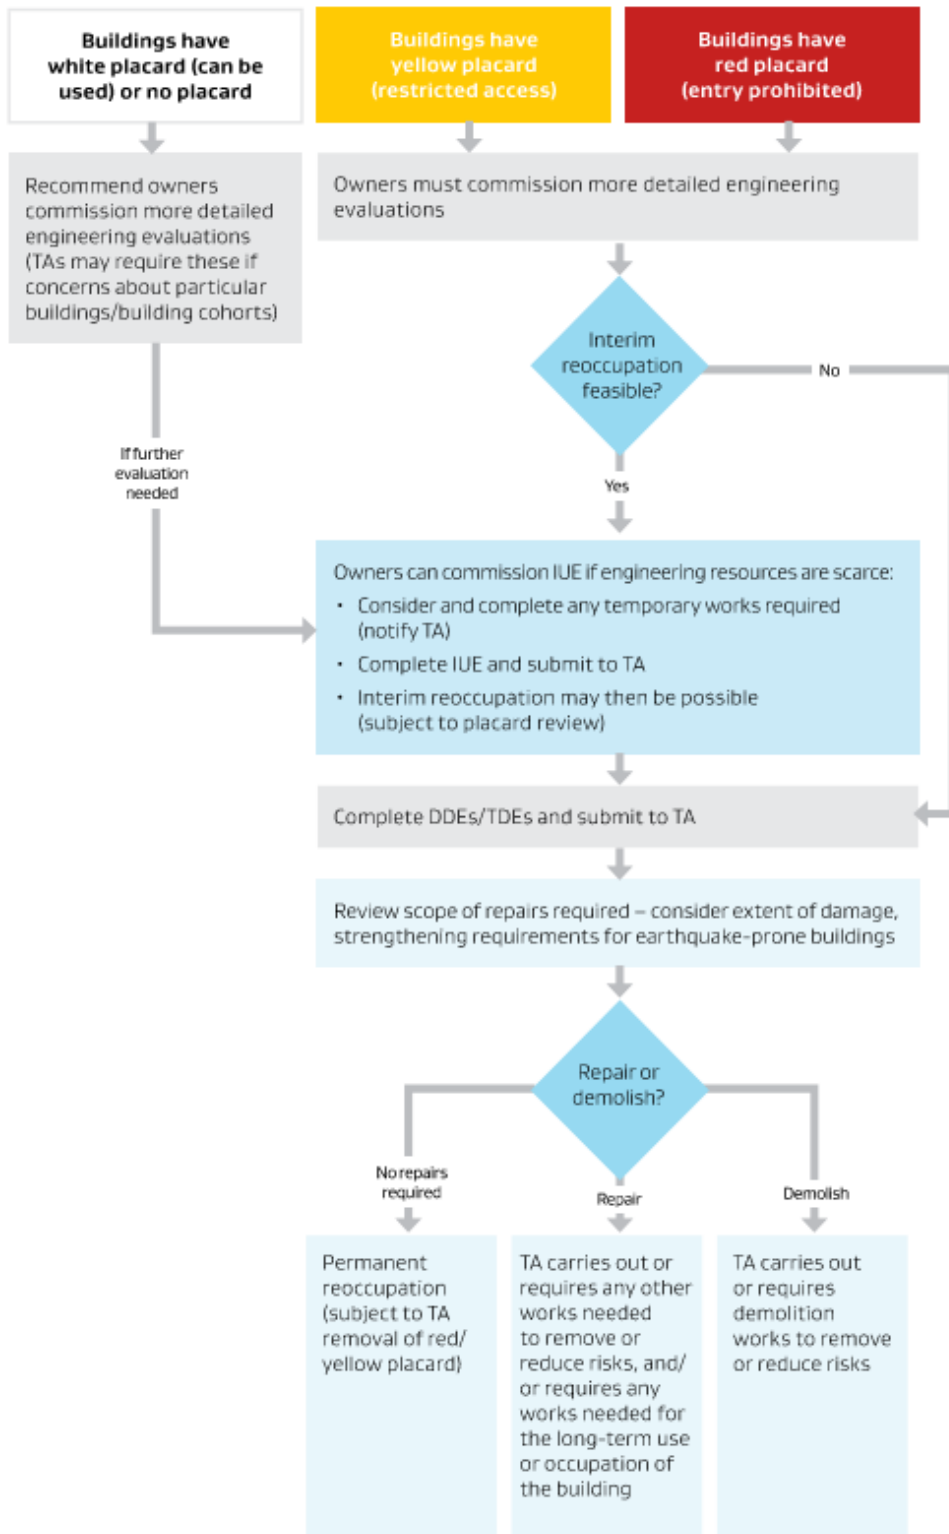 Buildings have
white placard (can be
used) or no placard
Buildings have
yellow placard
(restricted access)
Buildings have
red placard
(entry prohibited)
Recommend owners
commission more detailed
engineering evaluations
(TAs may require these if
concerns about particular
buildings/building cohorts)
Owners must commission more detailed engineering
evaluations
Interim
reoccupation
feasible?
No
If further
evaluation
needed
Yes
Owners can commission IUE if engineering resources are scarce:
• Consider and complete any temporary works required
(notify TA)
• Complete IUE and submit to TA
• Interim reoccupation may then be possible
(subject to placard review)
Complete DDEs/TDEs and submit to TA
Review scope of repairs required – consider extent of damage,
strengthening requirements for earthquake-prone buildings
Repair or
demolish?
No repairs
required
Repair
Demolish
Permanent
reoccupation
(subject to TA
removal of red/
yellow placard)
TA carries out or
requires any other
works needed
to remove or
reduce risks, and/
or requires any
works needed for
the long-term use
or occupation of
the building
TA carries out
or requires
demolition
works to remove
or reduce risks